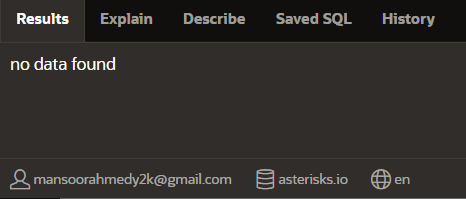 Results Explain Describe Saved SQL History
no data found
mansoorahmedy2k@gmail.com asterisks.io en